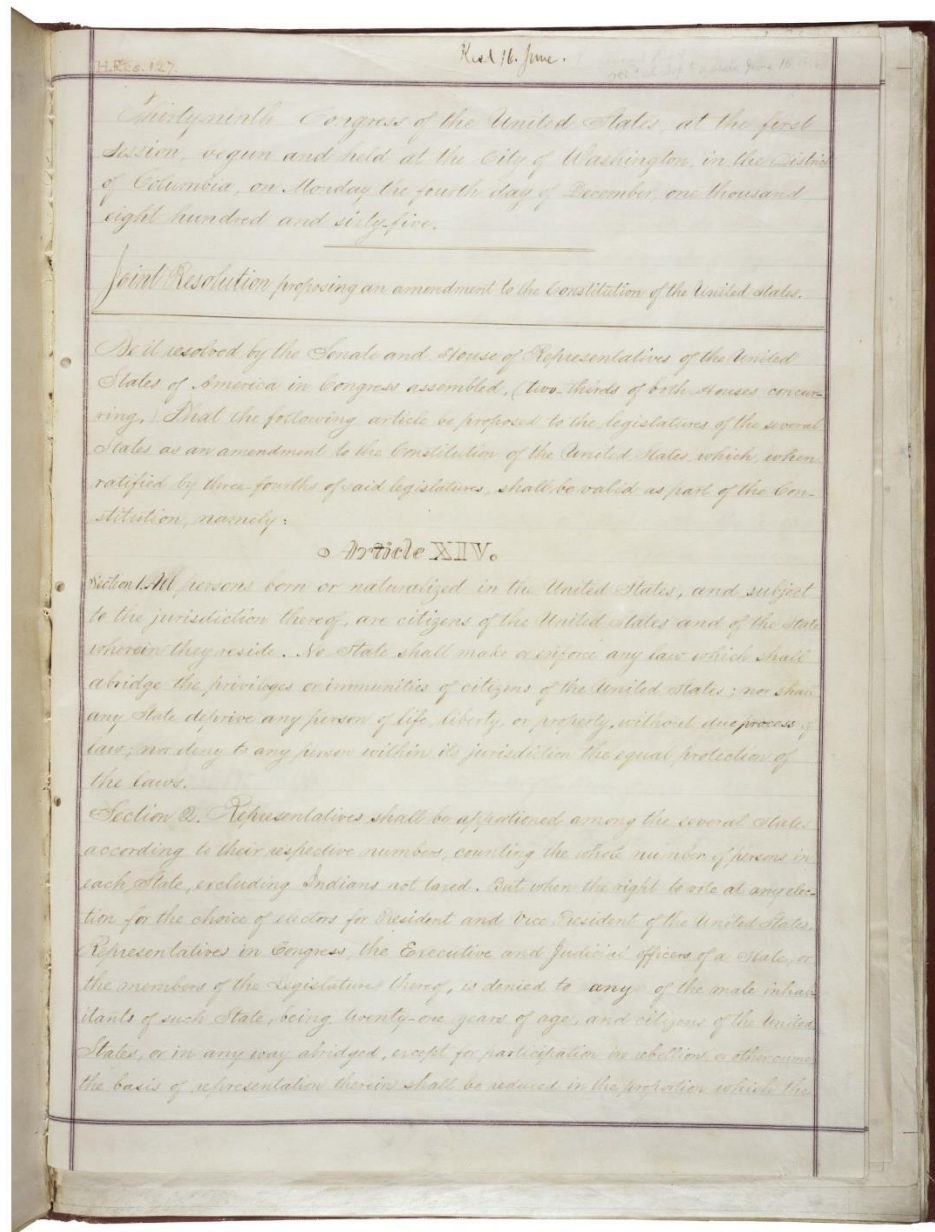 H.Res. 127.
Recd 16. June.
Thirty-ninth Congress of the United States, at the first
Session, begun and held at the City of Washington, in the District
of Columbia, on Monday the fourth day of December, one thousand
eight hundred and sixty-five.
Joint Resolution proposing an amendment to the Constitution of the United States.
Be it resolved by the Senate and House of Representatives of the United
States of America in Congress assembled, (two-thirds of both Houses concur-
ring,) That the following article be proposed to the legislatures of the several
States as an amendment to the Constitution of the United States, which, when
ratified by three-fourths of said legislatures, shall be valid as part of the Con-
stitution, namely:
Article XIV.
Section 1. All persons born or naturalized in the United States, and subject
to the jurisdiction thereof, are citizens of the United States and of the State
wherein they reside. No State shall make or enforce any law which shall
abridge the privileges or immunities of citizens of the United States; nor shall
any State deprive any person of life, liberty, or property, without due process of
law; nor deny to any person within its jurisdiction the equal protection of
the laws.
Section 2. Representatives shall be apportioned among the several States
according to their respective numbers, counting the whole number of persons in
each State, excluding Indians not taxed. But when the right to vote at any elec-
tion for the choice of electors for President and Vice President of the United States,
Representatives in Congress, the Executive and Judicial officers of a State, or
the members of the Legislature thereof, is denied to any of the male inhab-
itants of such State, being twenty-one years of age, and citizens of the United
States, or in any way abridged, except for participation in rebellion, or other crime,
the basis of representation therein shall be reduced in the proportion which the